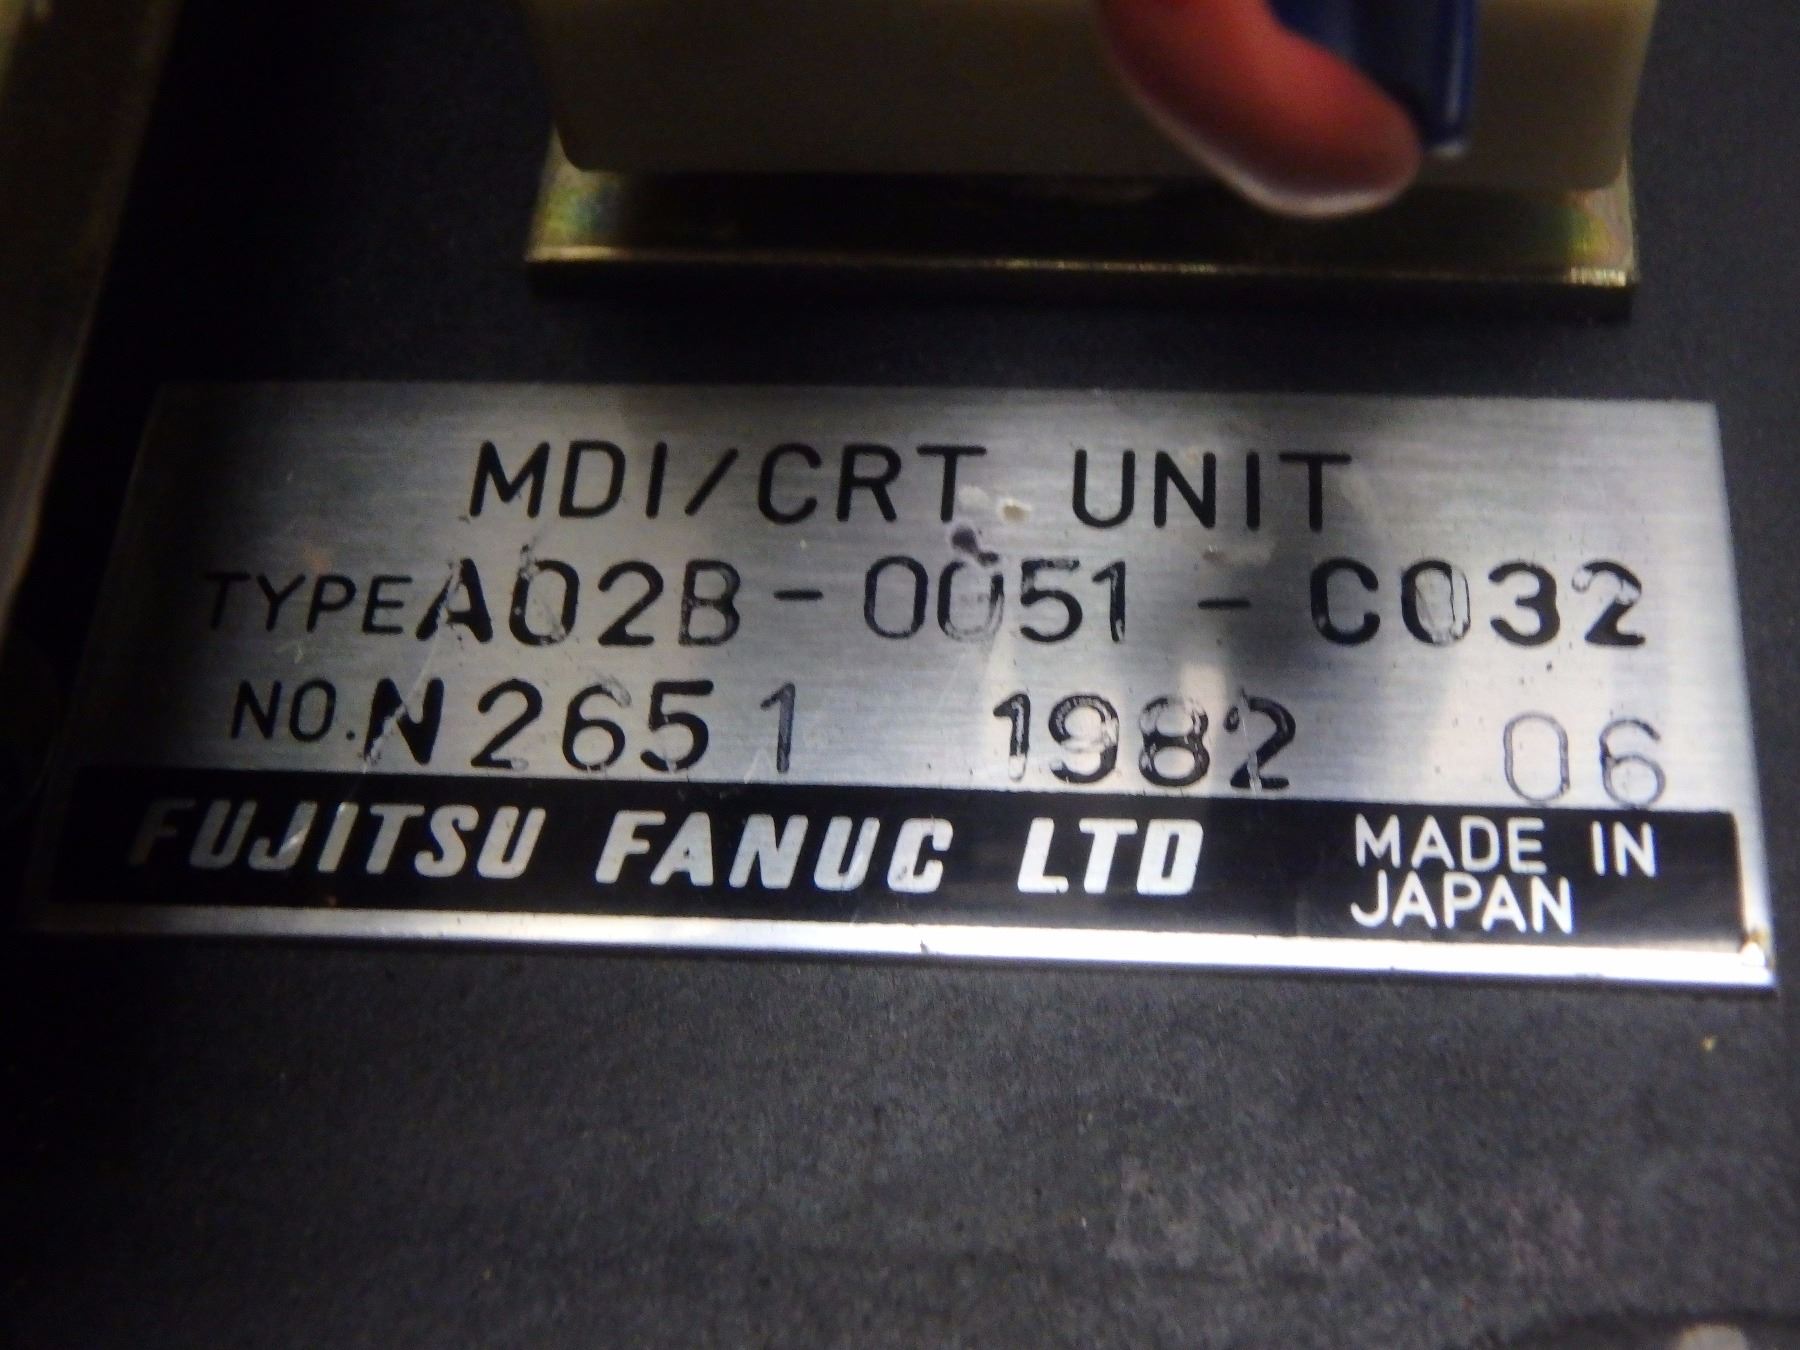 MDI/CRT UNIT
TYPE A02B-0051-C032
NO. N2651 1982 06
FUJITSU FANUC LTD MADE IN
JAPAN